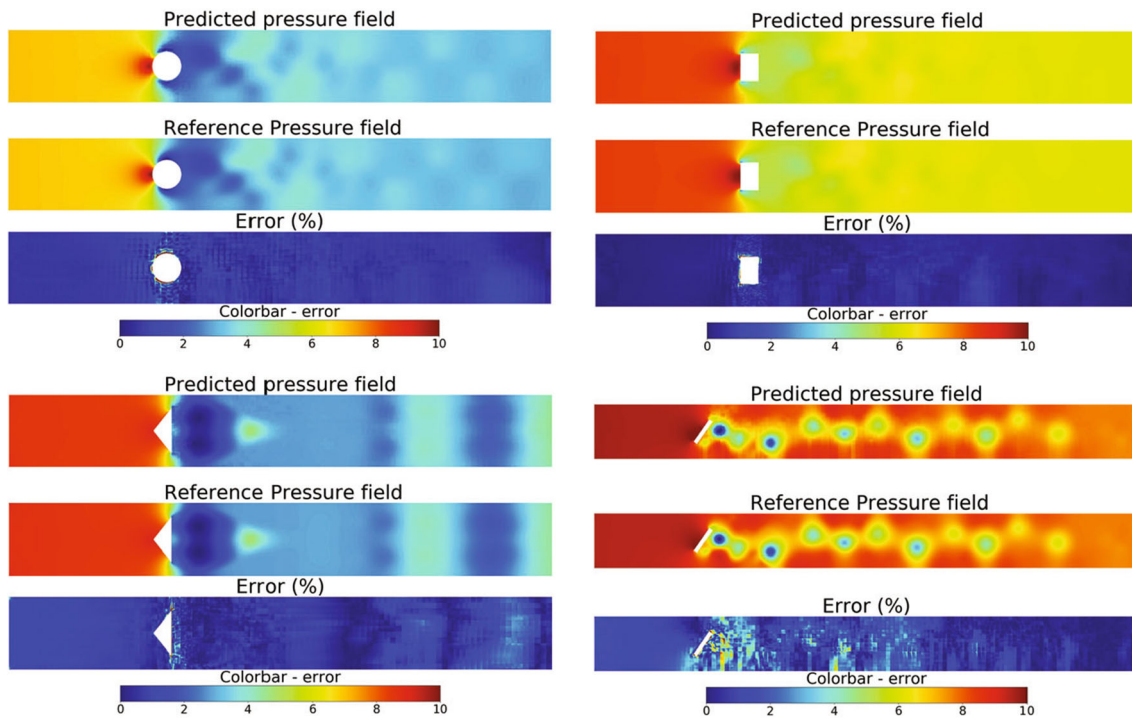 Predicted pressure field
Reference Pressure field
Error (%)
Colorbar - error
0 2 4 6 8 10
Predicted pressure field
Reference Pressure field
Error (%)
Colorbar - error
0 2 4 6 8 10
Predicted pressure field
Reference Pressure field
Error (%)
Colorbar - error
0 2 4 6 8 10
Predicted pressure field
Reference Pressure field
Error (%)
Colorbar - error
0 2 4 6 8 10